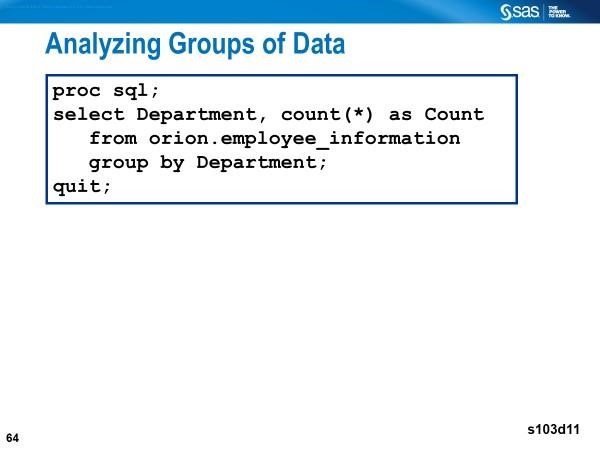 sas THE POWER TO KNOW.
Analyzing Groups of Data
proc sql;
select Department, count(*) as Count
from orion.employee_information
group by Department;
quit;
s103d11
64